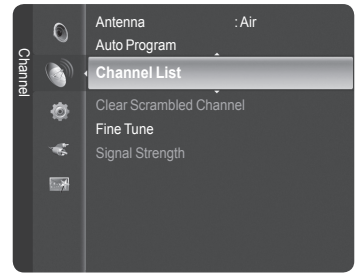 Channel
Antenna : Air
Auto Program
Channel List
Clear Scrambled Channel
Fine Tune
Signal Strength